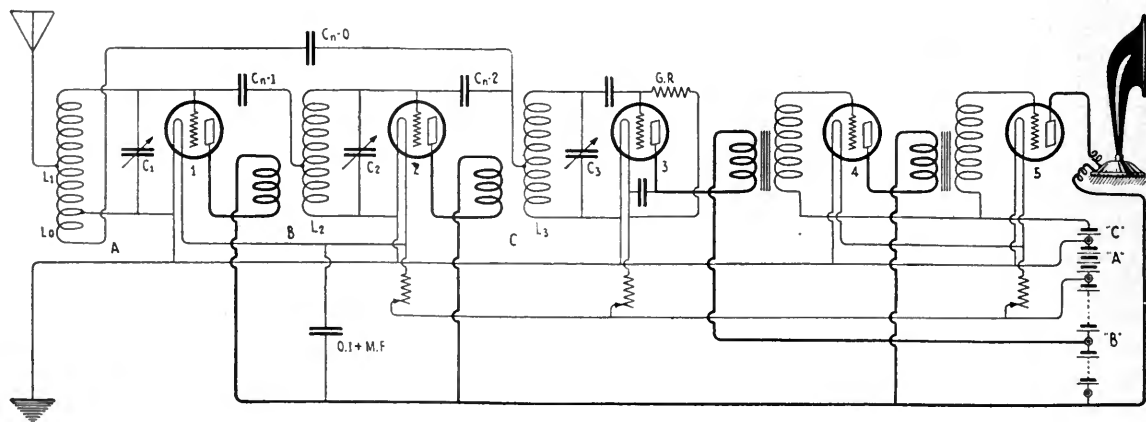 Cn-0
Cn-1
Cn-2
G.R
L1
C1
1
C2
2
C3
3
4
5
L0
A
B
L2
C
L3
"C"
"A"
0.1 + M.F
"B"